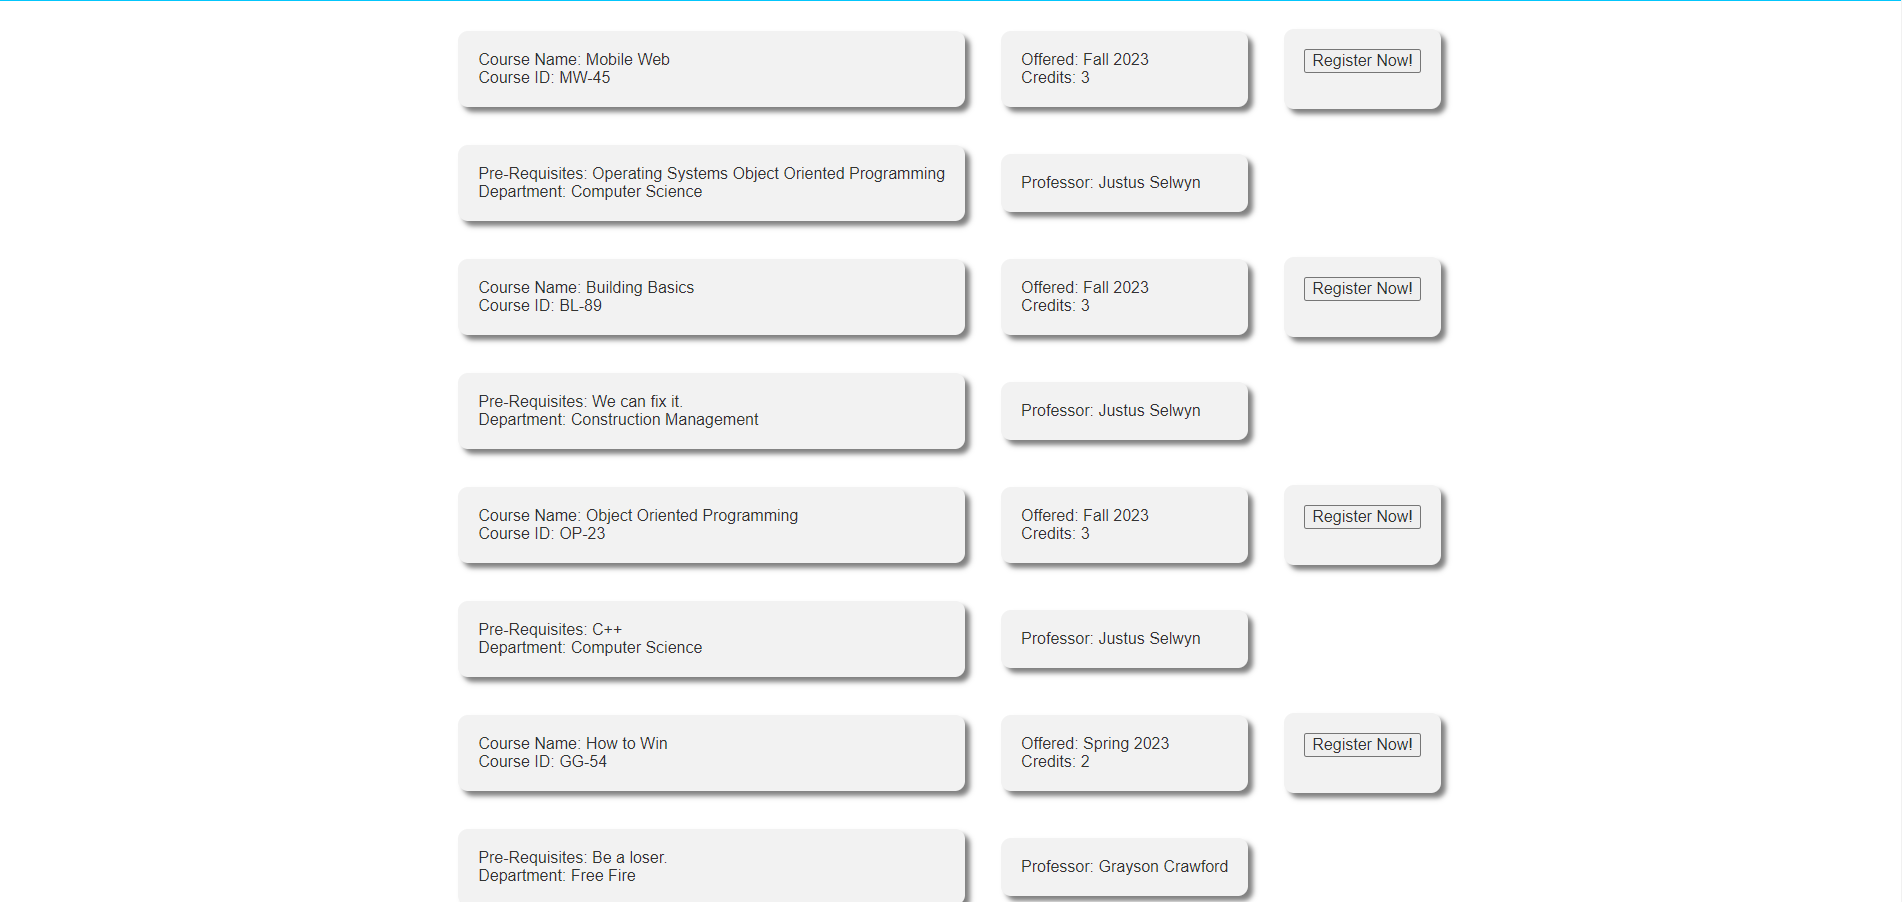 Course Name: Mobile Web
Course ID: MW-45
Offered: Fall 2023
Credits: 3
Register Now!
Pre-Requisites: Operating Systems Object Oriented Programming
Department: Computer Science
Professor: Justus Selwyn
Course Name: Building Basics
Course ID: BL-89
Offered: Fall 2023
Credits: 3
Register Now!
Pre-Requisites: We can fix it.
Department: Construction Management
Professor: Justus Selwyn
Course Name: Object Oriented Programming
Course ID: OP-23
Offered: Fall 2023
Credits: 3
Register Now!
Pre-Requisites: C++
Department: Computer Science
Professor: Justus Selwyn
Course Name: How to Win
Course ID: GG-54
Offered: Spring 2023
Credits: 2
Register Now!
Pre-Requisites: Be a loser.
Department: Free Fire
Professor: Grayson Crawford